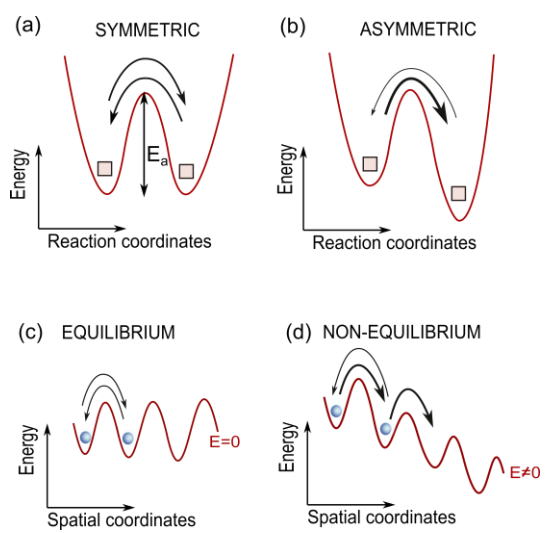 (a) SYMMETRIC
(b) ASYMMETRIC
Eₐ
Energy
Reaction coordinates
Energy
Reaction coordinates
(c) EQUILIBRIUM
(d) NON-EQUILIBRIUM
E=0
Energy
Spatial coordinates
E≠0
Energy
Spatial coordinates